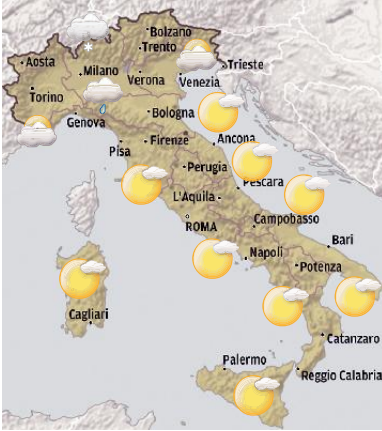 Bolzano
Trento
Aosta
Milano
Trieste
Verona
Venezia
Torino
Genova
Bologna
Pisa
Firenze
Ancona
Perugia
Pescara
L'Aquila
ROMA
Campobasso
Bari
Napoli
Potenza
Cagliari
Catanzaro
Palermo
Reggio Calabria